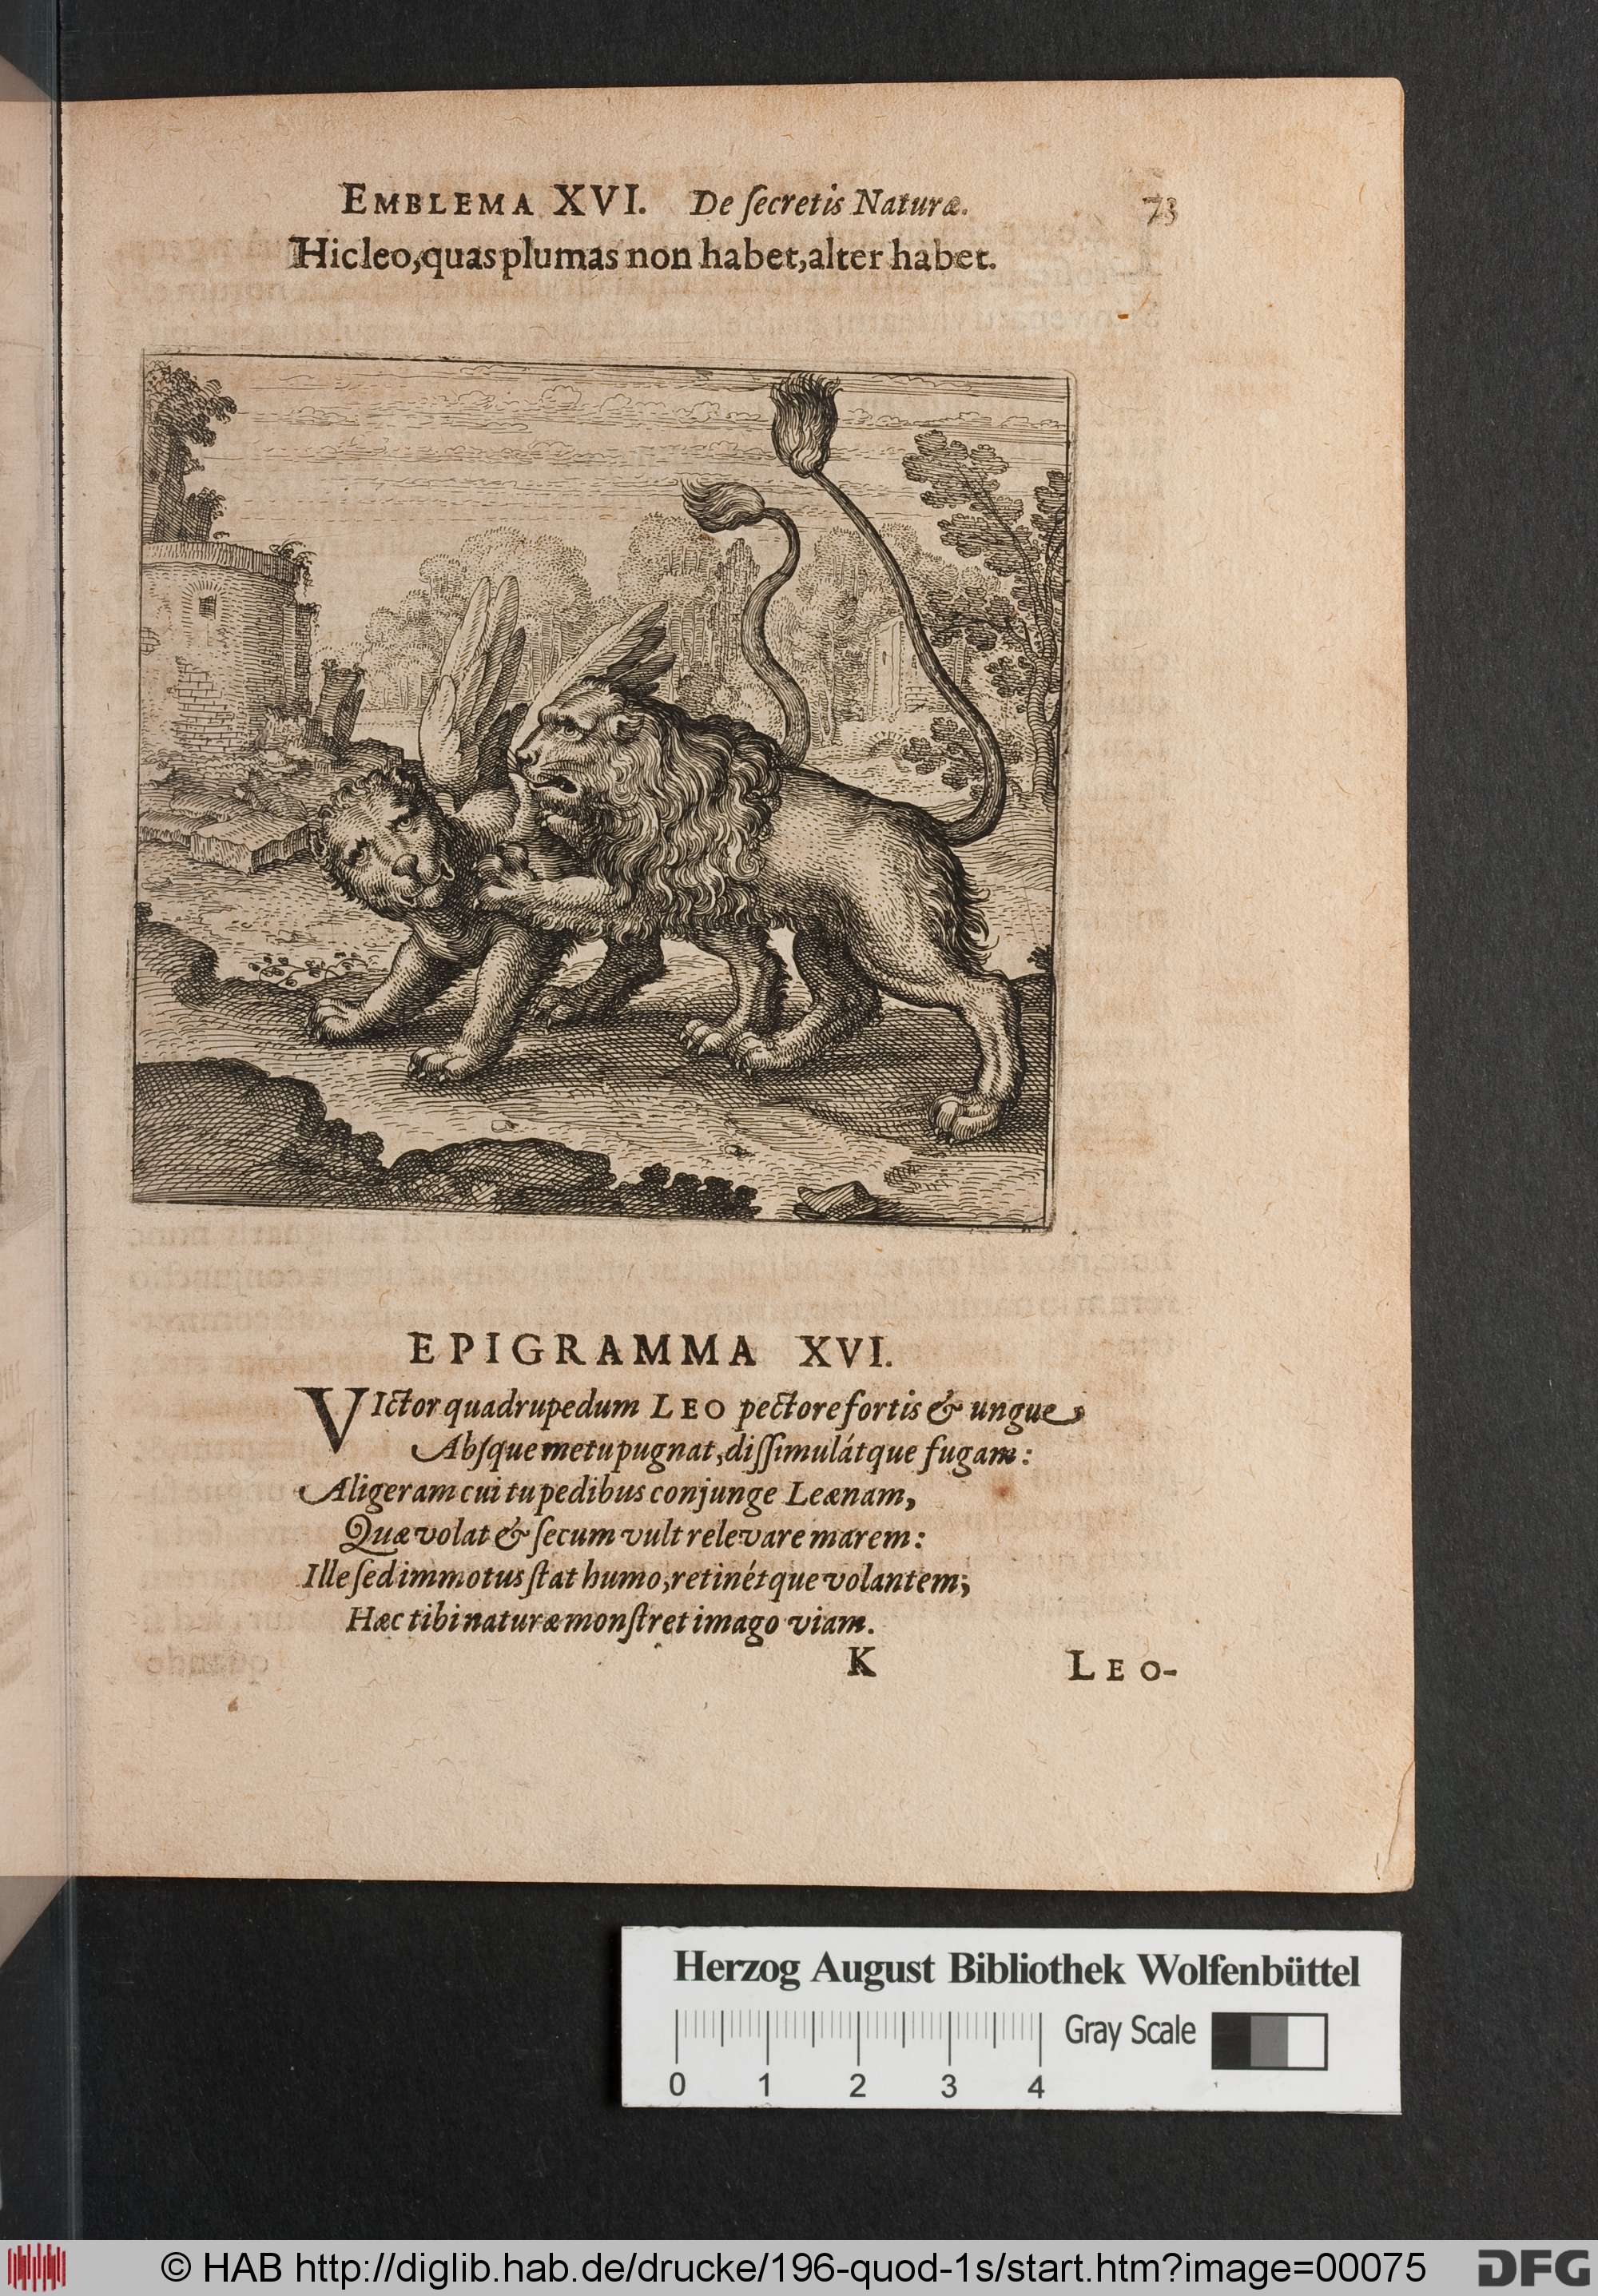 EMBLEMA XVI. De ſecretis Naturæ. 73
Hic leo, quas plumas non habet, alter habet.
EPIGRAMMA XVI.
VIctor quadrupedum LEO pectore fortis & ungue
Abſque metu pugnat, diſſimulátque fugam:
Aligeram cui tu pedibus conjunge Leænam,
Quæ volat & ſecum vult relevare marem:
Ille ſed immotus ſtat humo, retinétque volantem;
Hæc tibi naturæ monſtret imago viam.
K LEO-
Herzog August Bibliothek Wolfenbüttel
Gray Scale
0 1 2 3 4
© HAB http://diglib.hab.de/drucke/196-quod-1s/start.htm?image=00075 DFG